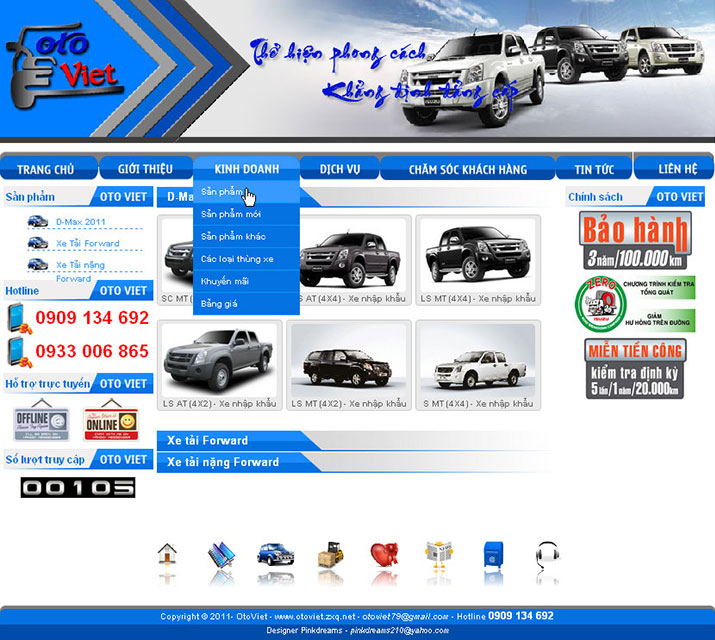 oto
Viet
Thể hiện phong cách
Khẳng định đẳng cấp
TRANG CHỦ GIỚI THIỆU KINH DOANH DỊCH VỤ CHĂM SÓC KHÁCH HÀNG TIN TỨC LIÊN HỆ
Sản phẩm OTO VIET
D-Max 2011
Xe Tải Forward
Xe Tải nặng
Forward
Hotline OTO VIET
0909 134 692
0933 006 865
Hỗ trợ trực tuyến OTO VIET
OFFLINE
ONLINE
Số lượt truy cập OTO VIET
00105
Sản phẩm
Sản phẩm mới
Sản phẩm khác
Các loại thùng xe
Khuyến mãi
Bảng giá
D-Ma
SC MT
AT (4X4) - Xe nhập khẩu
LS MT (4X4) - Xe nhập khẩu
LS AT (4X2) - Xe nhập khẩu
LS MT (4X2) - Xe nhập khẩu
S MT (4X4) - Xe nhập khẩu
Xe tải Forward
Xe tải nặng Forward
Chính sách OTO VIET
Bảo hành
3 năm/100.000 km
ZERO
ISUZU
CHƯƠNG TRÌNH KIỂM TRA
TỔNG QUÁT
GIẢM
HƯ HỎNG TRÊN ĐƯỜNG
MIỄN TIỀN CÔNG
kiểm tra định kỳ
5 lần/1 năm/20.000km
Copyright © 2011- OtoViet - www.otoviet.zxq.net - otoviet79@gmail.com - Hotline 0909 134 692
Designer Pinkdreams - pinkdreams210@yahoo.com